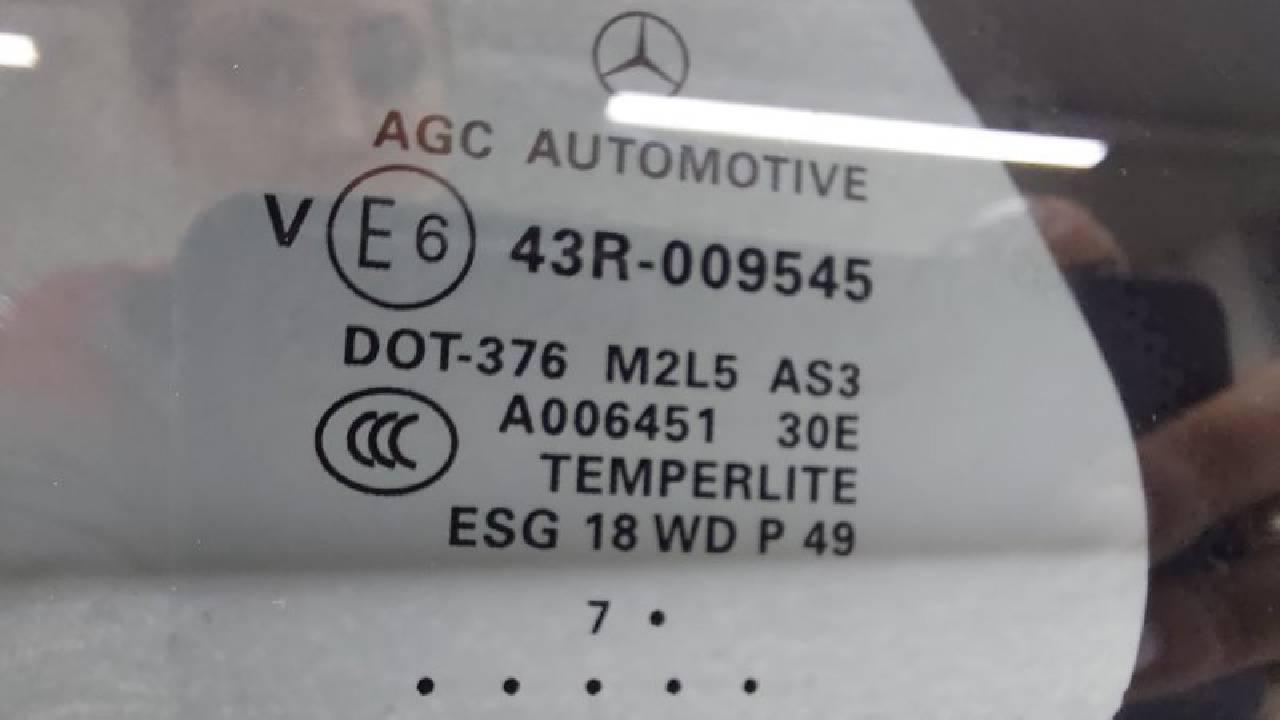 AGC AUTOMOTIVE
V E6 43R-009545
DOT-376 M2L5 AS3
CCC A006451 30E
TEMPERLITE
ESG 18 WD P 49
7 •
• • • • •